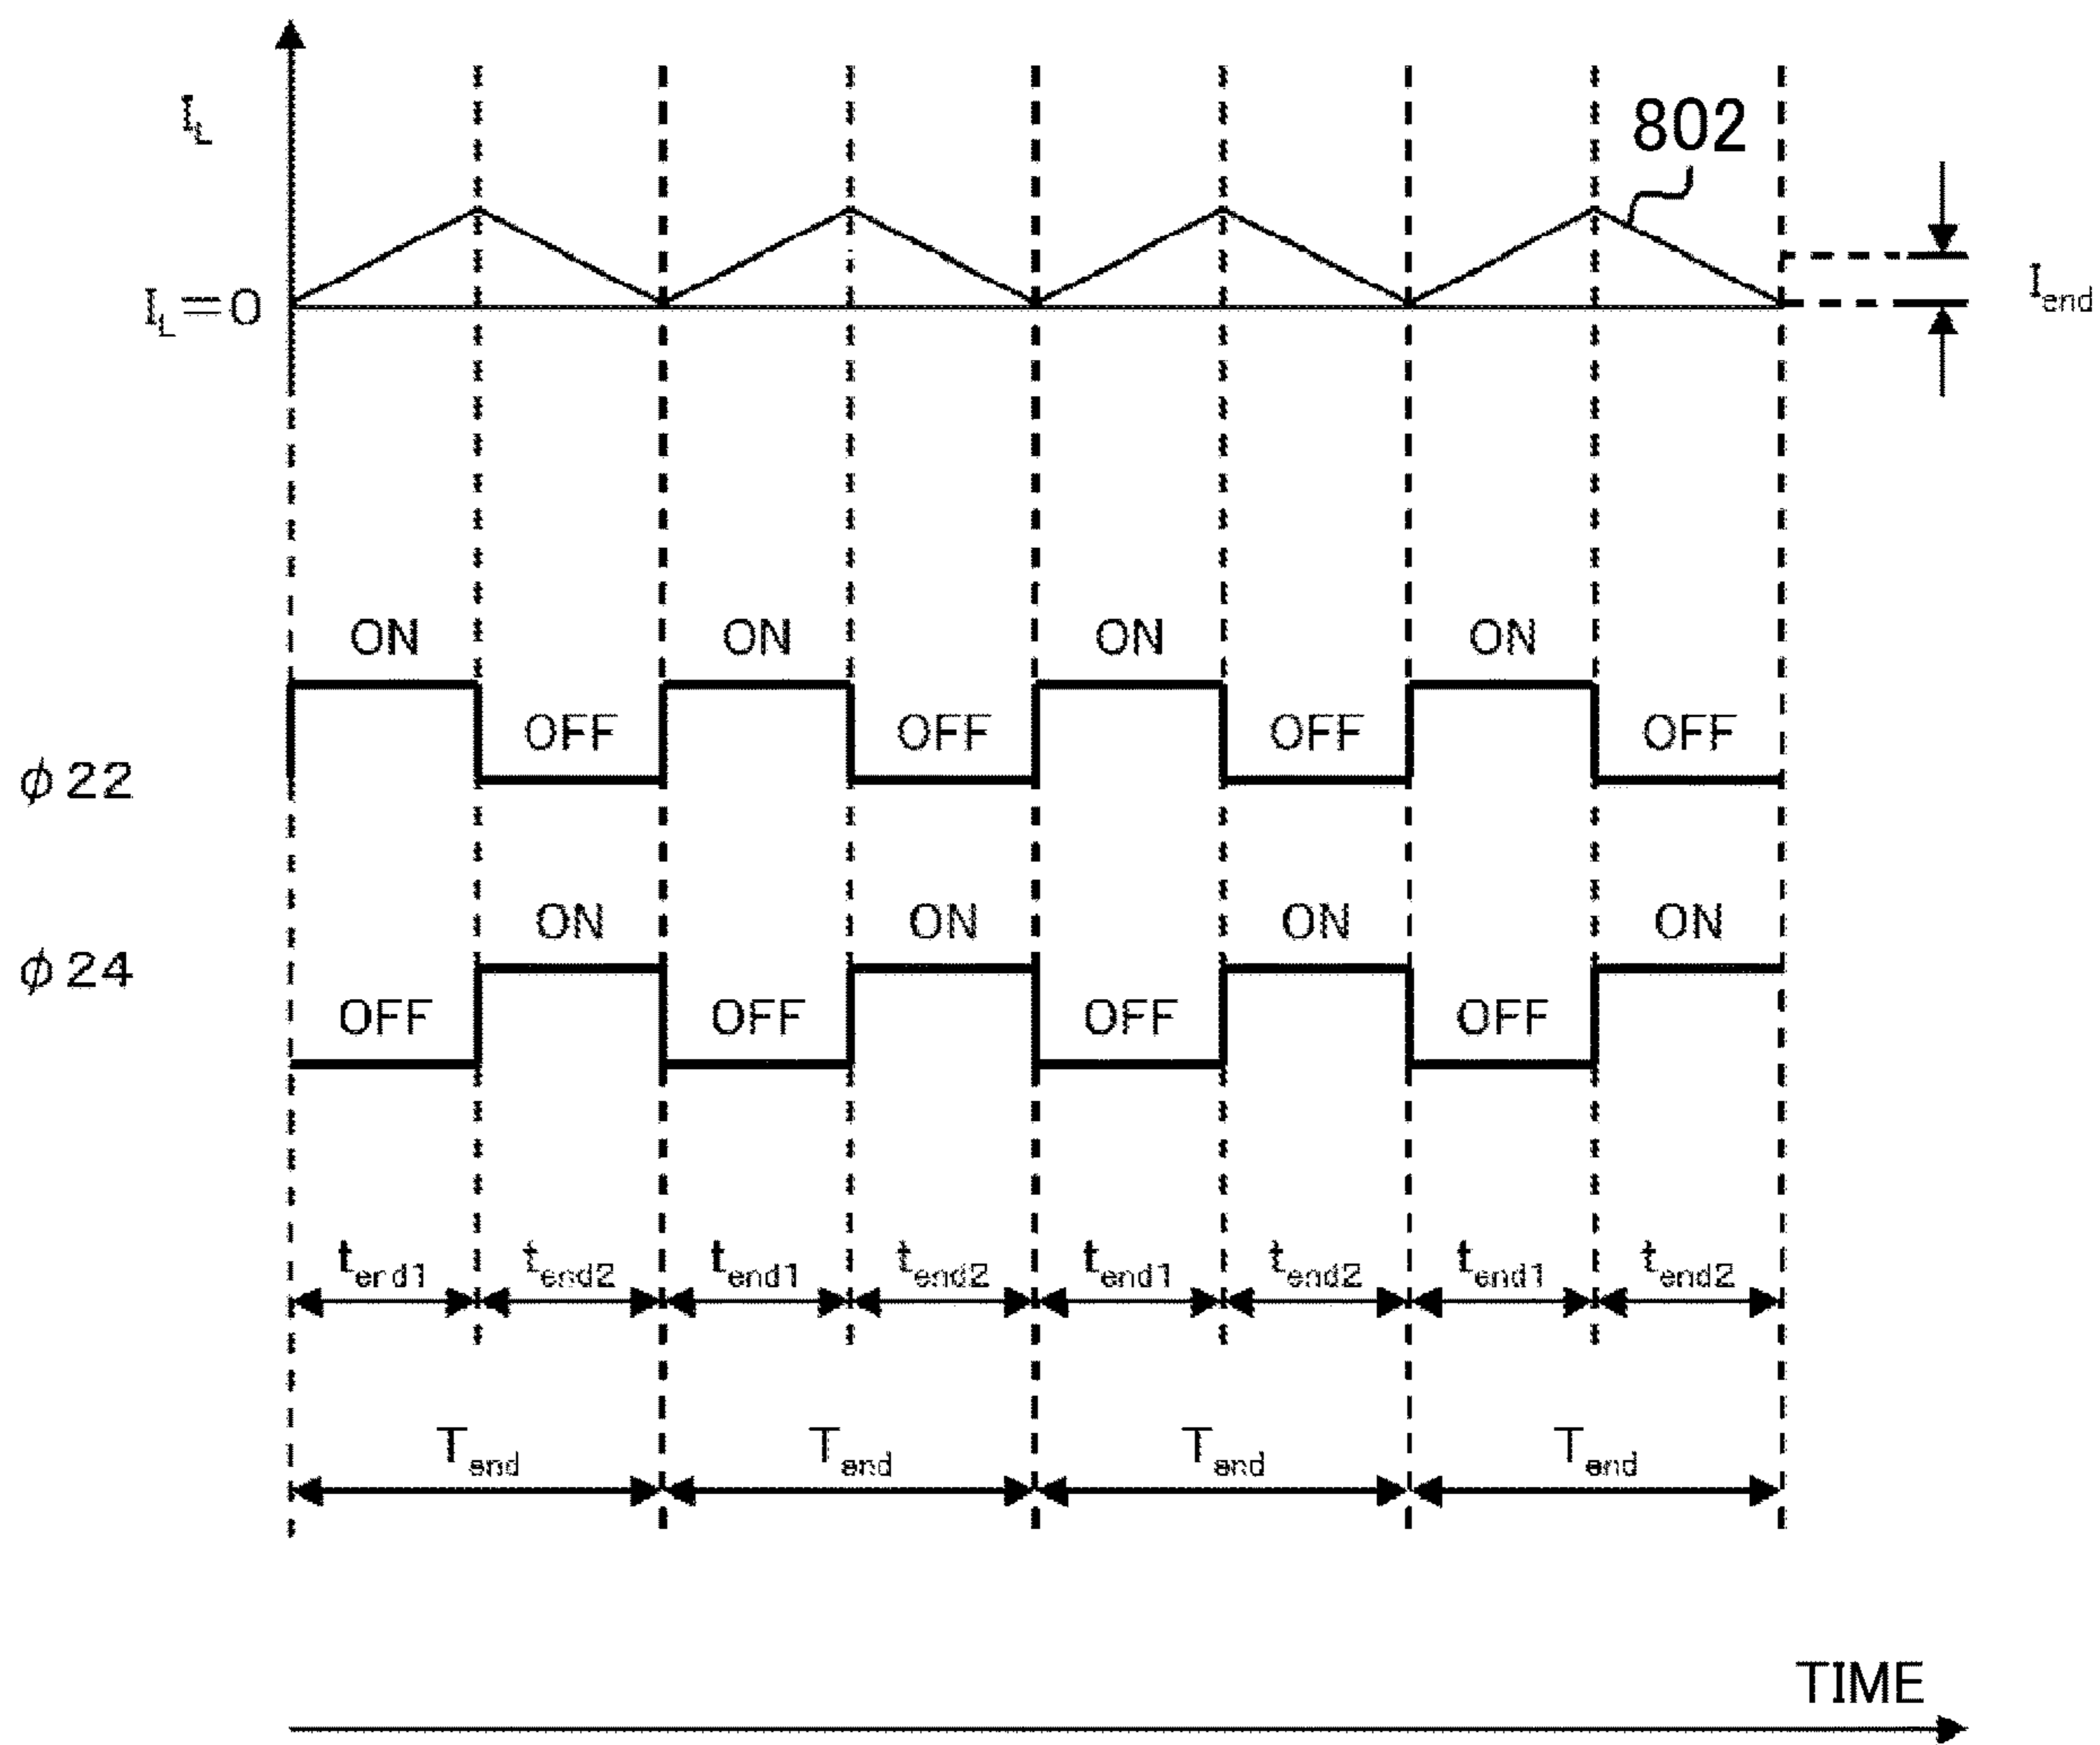 I_L
802
I_L=0
I_end
ON ON ON ON
OFF OFF OFF OFF
φ22
ON ON ON ON
φ24
OFF OFF OFF OFF
t_end1 t_end2 t_end1 t_end2 t_end1 t_end2 t_end1 t_end2
T_end T_end T_end T_end
TIME